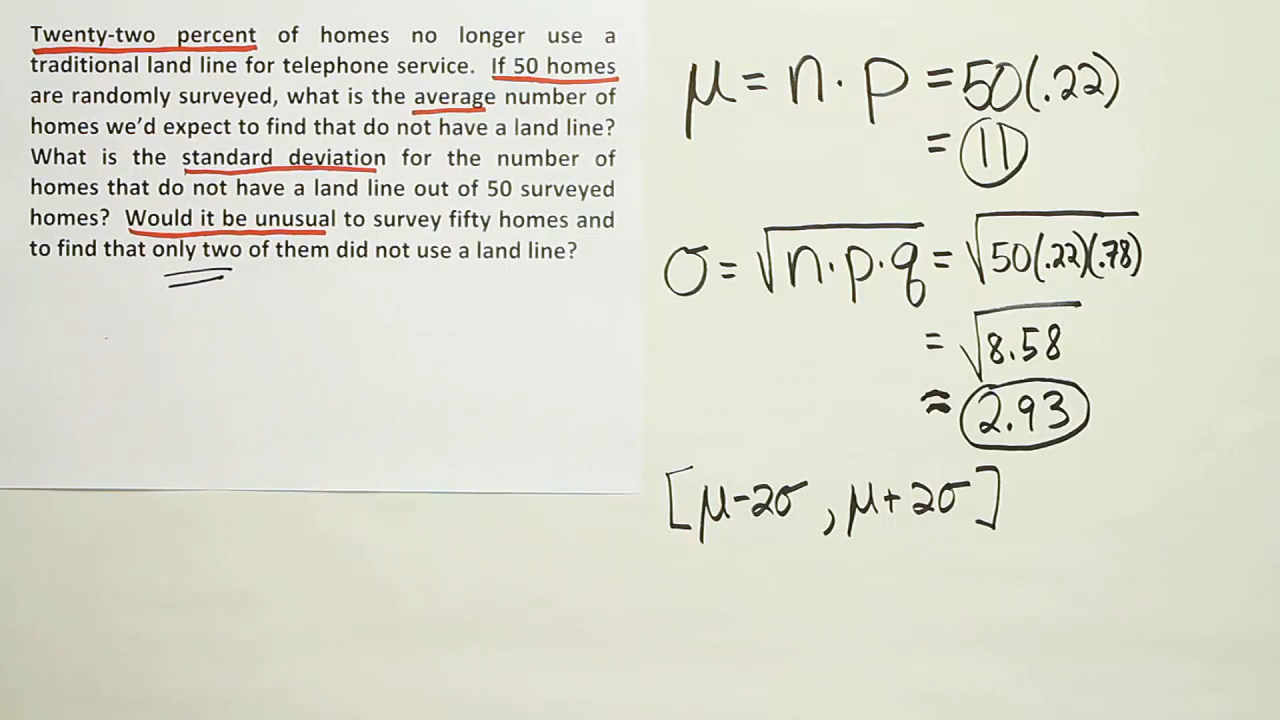 Twenty-two percent of homes no longer use a
traditional land line for telephone service. If 50 homes
are randomly surveyed, what is the average number of
homes we'd expect to find that do not have a land line?
What is the standard deviation for the number of
homes that do not have a land line out of 50 surveyed
homes? Would it be unusual to survey fifty homes and
to find that only two of them did not use a land line?
μ = n · p = 50(.22)
= 11
σ = √n · p · q = √50(.22)(.78)
= √8.58
≈ 2.93
[μ-2σ, μ+2σ]